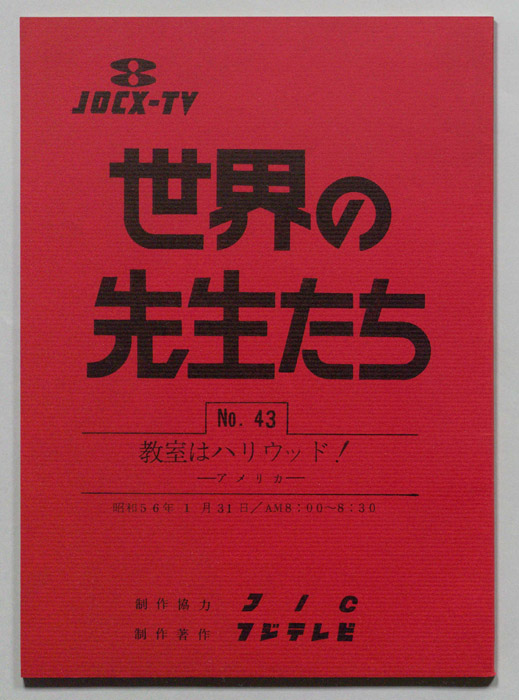 JOCX-TV
世界の
先生たち
No. 43
教室はハリウッド!
—アメリカ—
昭和56年1月31日/AM8:00~8:30
制作協力 JIC
制作著作 フジテレビ